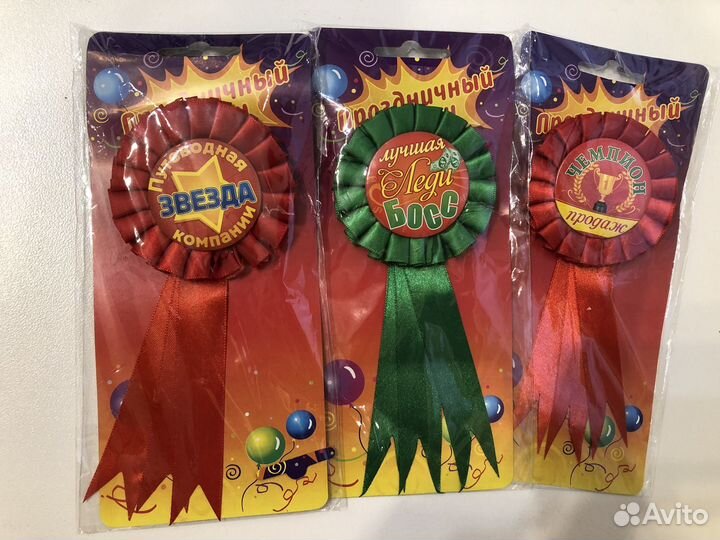 Праздничный
Путеводная
ЗВЕЗДА
компании
Праздничный
лучшая
Леди
БОСС
Праздничный
ЧЕМПИОН
продаж
Avito